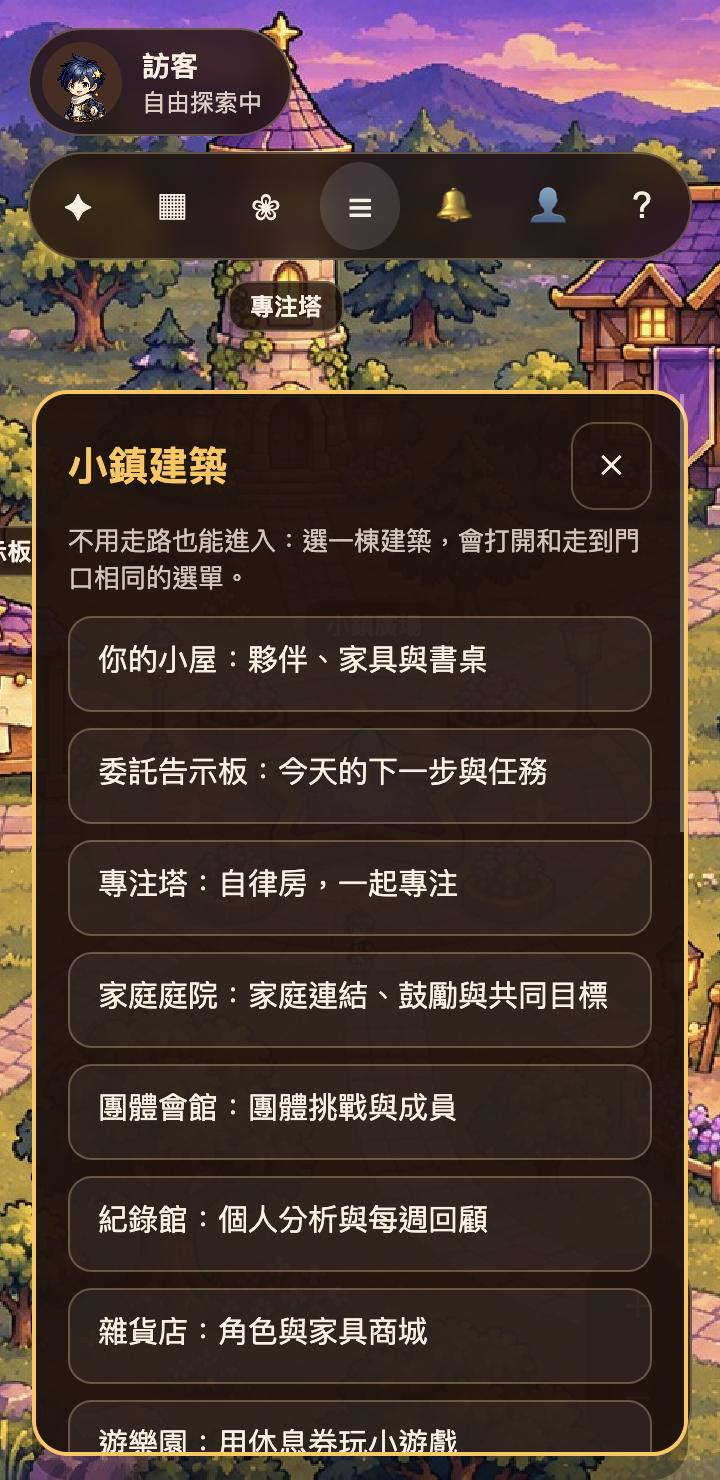 訪客
自由探索中
?
專注塔
小鎮建築
×
不用走路也能進入：選一棟建築，會打開和走到門
口相同的選單。
示板
小鎮廣場
你的小屋：夥伴、家具與書桌
委託告示板：今天的下一步與任務
專注塔：自律房，一起專注
家庭庭院：家庭連結、鼓勵與共同目標
團體會館：團體挑戰與成員
紀錄館：個人分析與每週回顧
雜貨店：角色與家具商城
遊樂園：用休息券玩小遊戲